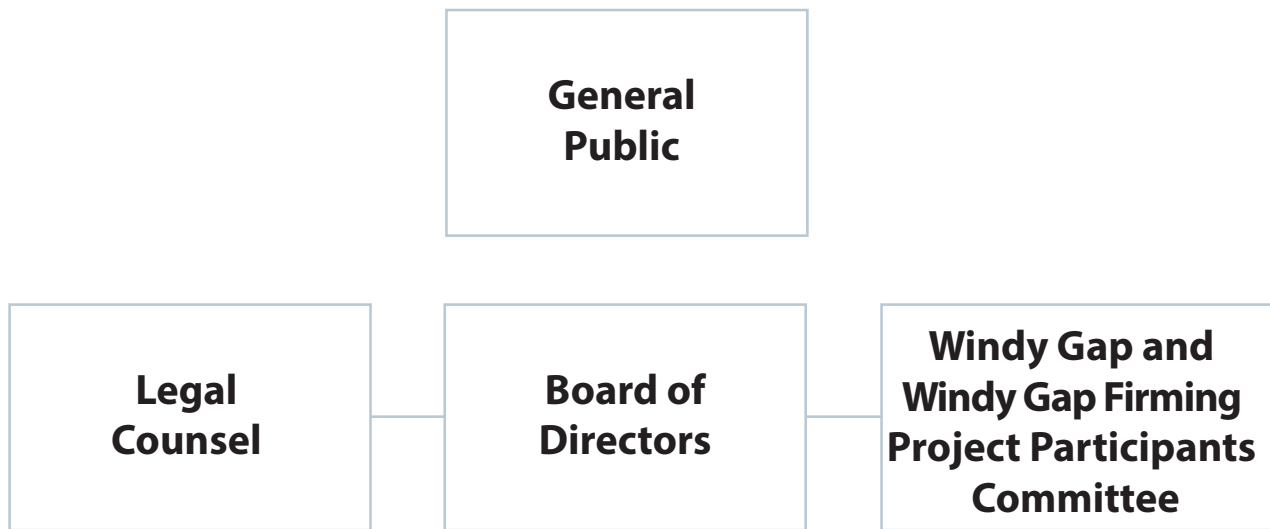 General
Public
Legal
Counsel
Board of
Directors
Windy Gap and
Windy Gap Firming
Project Participants
Committee